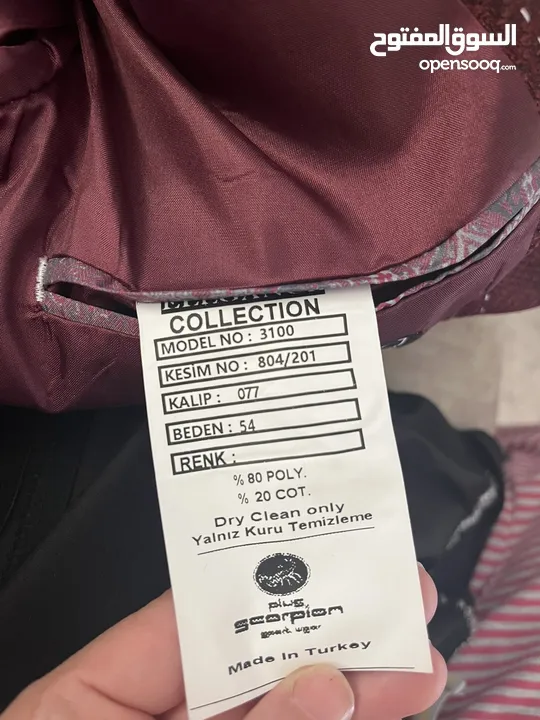 السوق المفتوح
opensooq.com
COLLECTION
MODEL NO : 3100
KESİM NO : 804/201
KALIP : 077
BEDEN : 54
RENK :
% 80 POLY.
% 20 COT.
Dry Clean only
Yalnız Kuru Temizleme
plus
scorpion
Made In Turkey